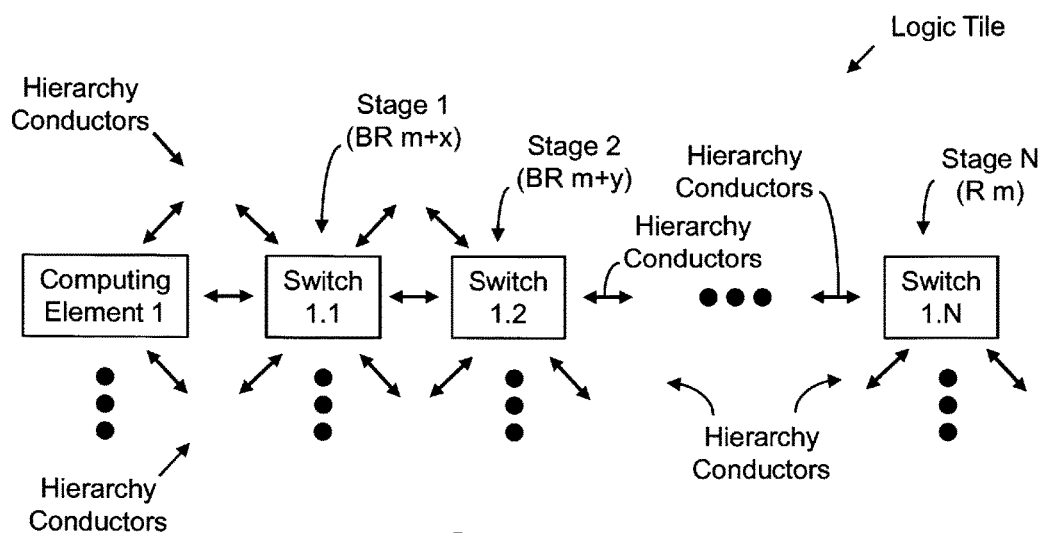 Logic Tile
Hierarchy
Conductors
Stage 1
(BR m+x)
Stage 2
(BR m+y)
Hierarchy
Conductors
Stage N
(R m)
Hierarchy
Conductors
Computing
Element 1
Switch
1.1
Switch
1.2
Switch
1.N
Hierarchy
Conductors
Hierarchy
Conductors